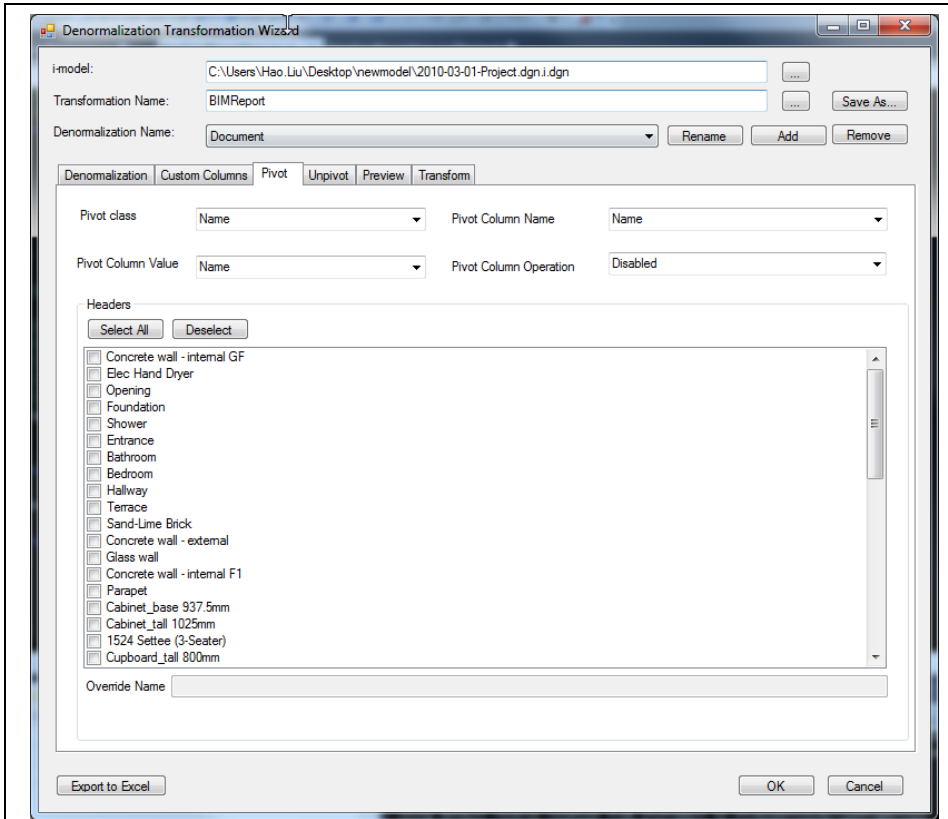 Denormalization Transformation Wizard
i-model: C:\Users\Hao.Liu\Desktop\newmodel\2010-03-01-Project.dgn.i.dgn ...
Transformation Name: BIMReport ... Save As...
Denormalization Name: Document Rename Add Remove
Denormalization Custom Columns Pivot Unpivot Preview Transform
Pivot class Name Pivot Column Name Name
Pivot Column Value Name Pivot Column Operation Disabled
Headers
Select All Deselect
Concrete wall - internal GF
Elec Hand Dryer
Opening
Foundation
Shower
Entrance
Bathroom
Bedroom
Hallway
Terrace
Sand-Lime Brick
Concrete wall - external
Glass wall
Concrete wall - internal F1
Parapet
Cabinet_base 937.5mm
Cabinet_tall 1025mm
1524 Settee (3-Seater)
Cupboard_tall 800mm
Override Name
Export to Excel OK Cancel